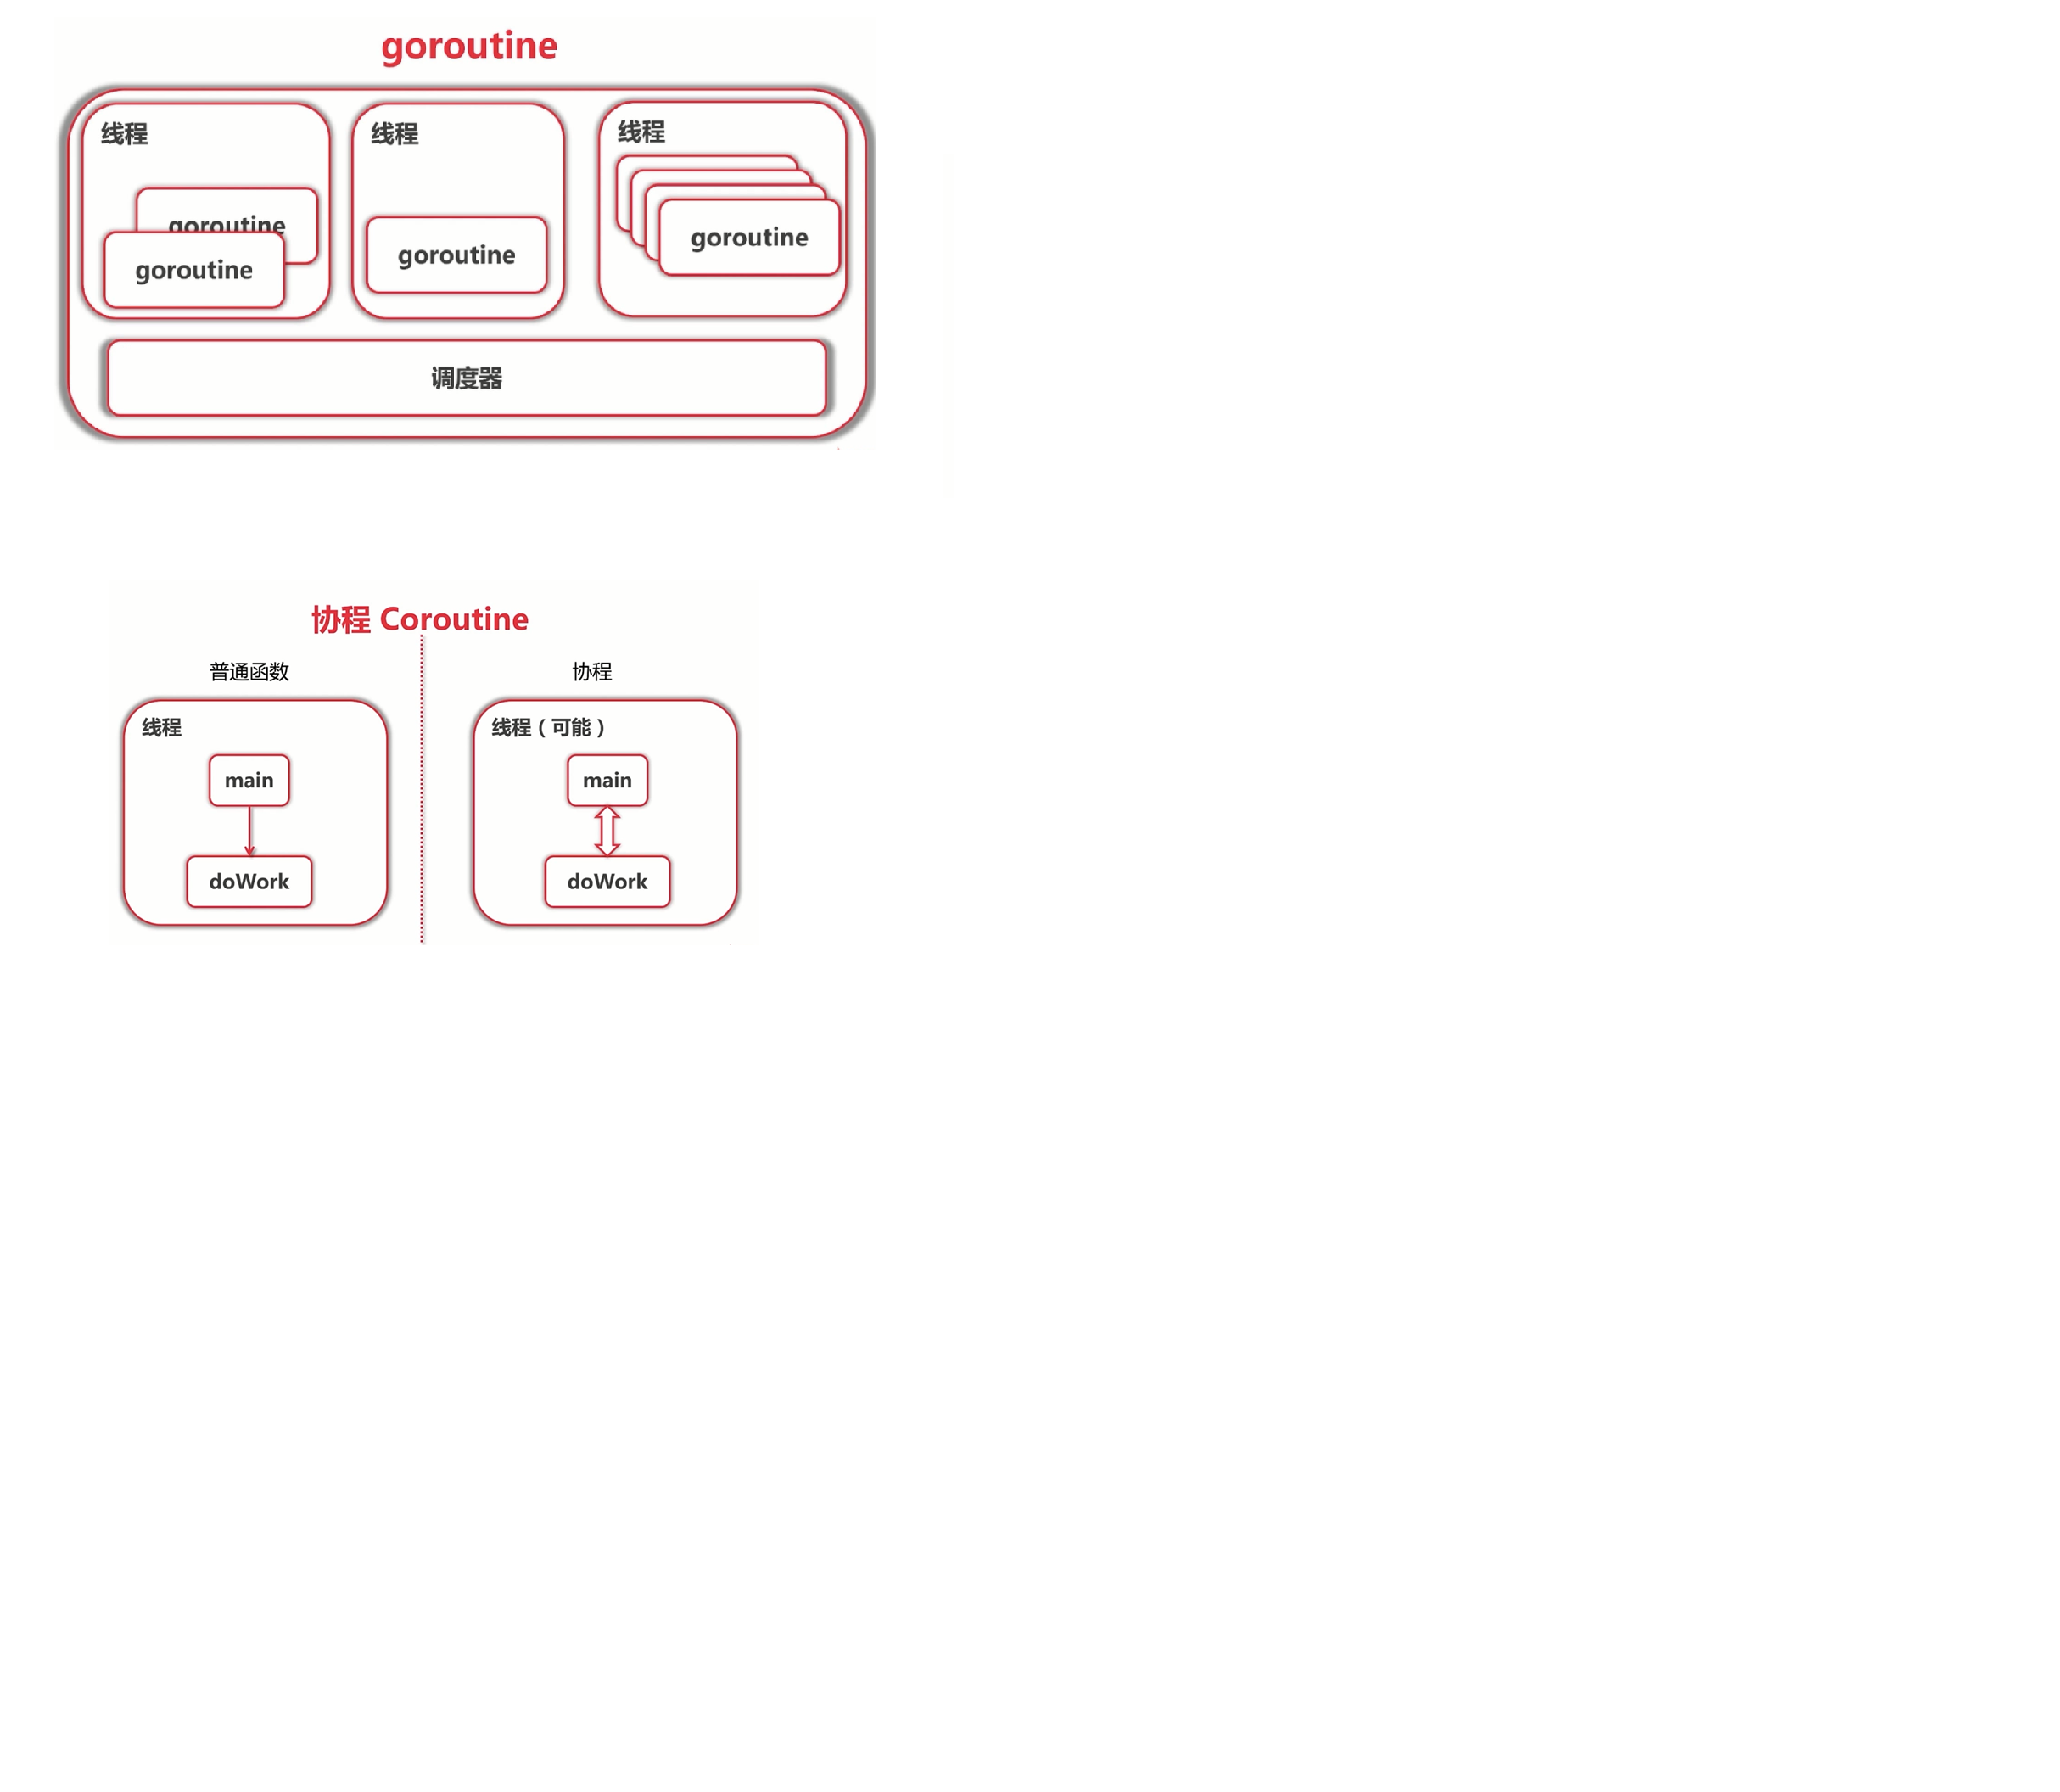 goroutine
线程
线程
线程
goroutine
goroutine
goroutine
goroutine
调度器
协程 Coroutine
普通函数
协程
线程
线程（可能）
main
main
doWork
doWork